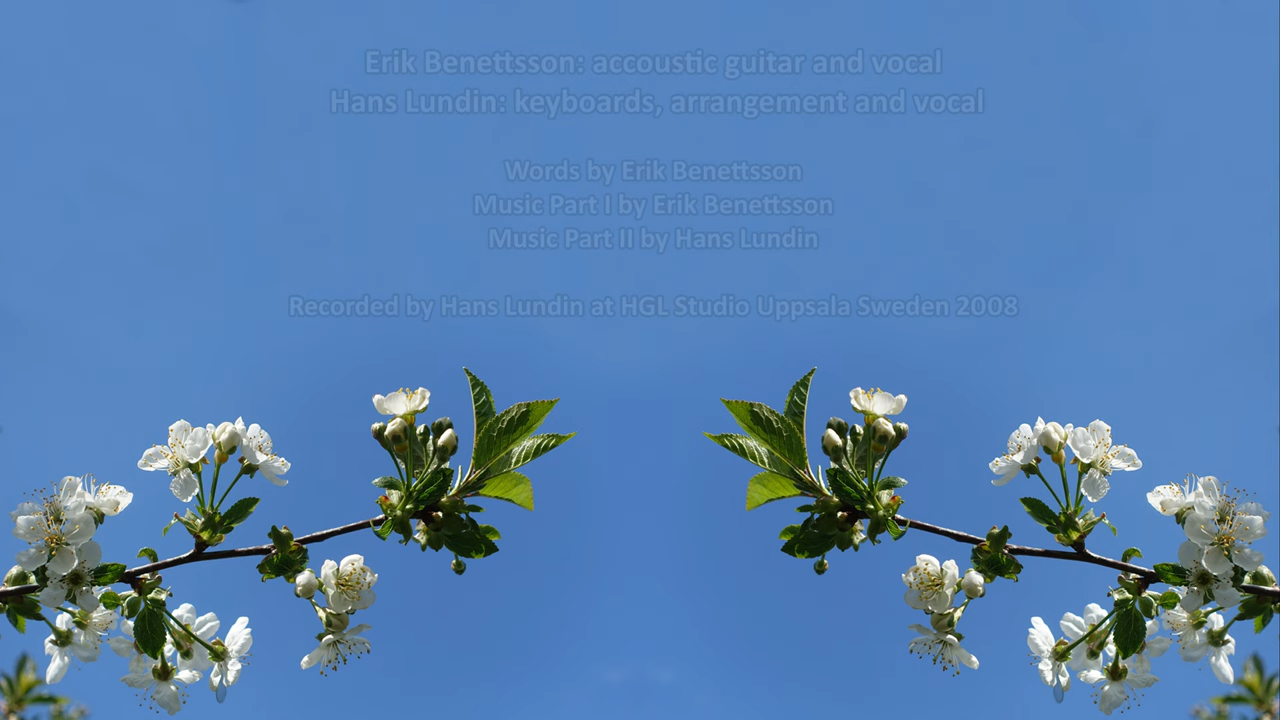 Erik Benettsson: accoustic guitar and vocal
Hans Lundin: keyboards, arrangement and vocal
Words by Erik Benettsson
Music Part I by Erik Benettsson
Music Part II by Hans Lundin
Recorded by Hans Lundin at HGL Studio Uppsala Sweden 2008